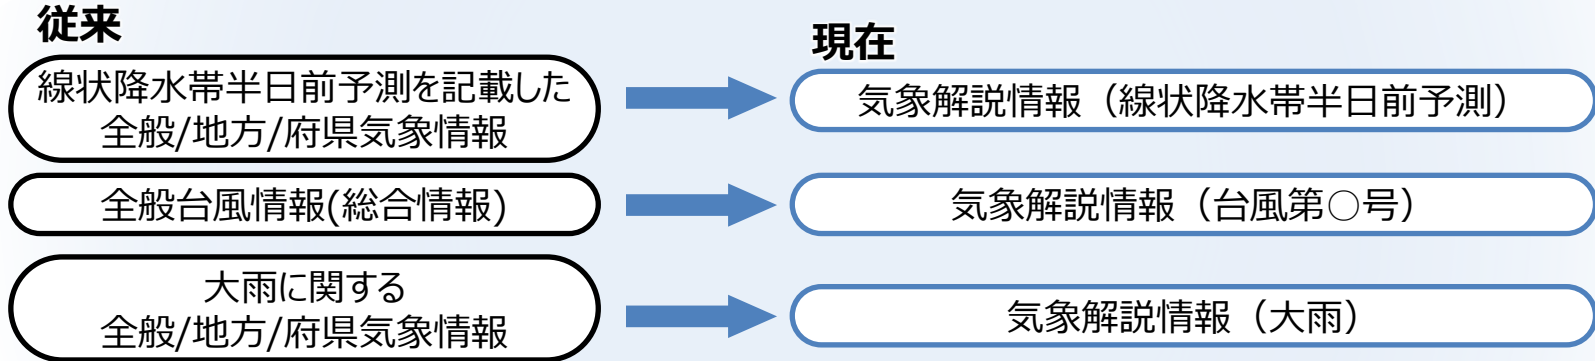 従来
現在
線状降水帯半日前予測を記載した
全般/地方/府県気象情報
気象解説情報（線状降水帯半日前予測）
全般台風情報(総合情報)
気象解説情報（台風第○号）
大雨に関する
全般/地方/府県気象情報
気象解説情報（大雨）